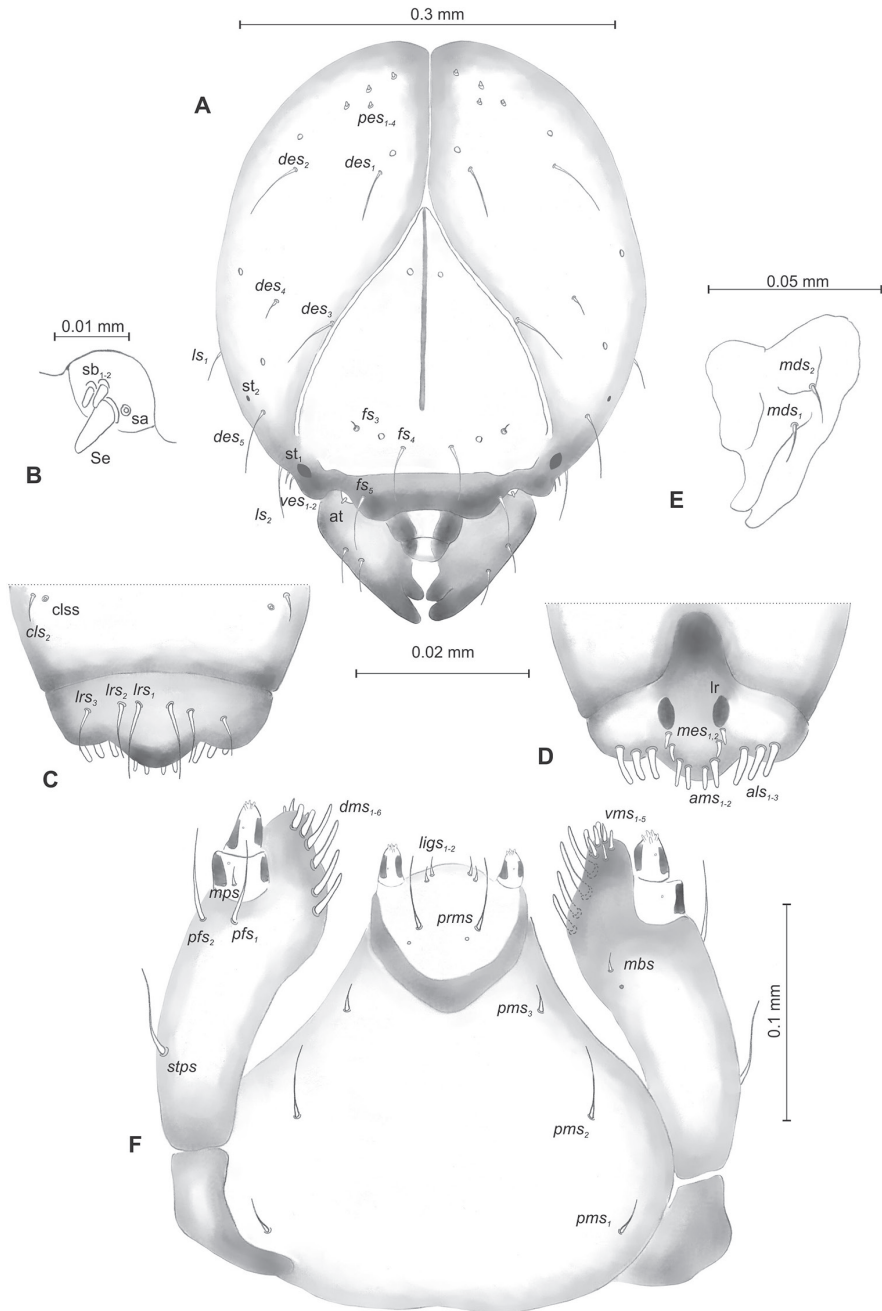 0.3 mm
A
pes₁₋₄
des₂
des₁
des₄
des₃
ls₁
st₂
des₅
fs₃
fs₄
st₁
fs₅
ves₁₋₂
ls₂
at
0.01 mm
sb₁₋₂
sa
Se
B
0.05 mm
mds₂
mds₁
E
clss
cls₂
lrs₃
lrs₂
lrs₁
C
0.02 mm
lr
mes₁,₂
D
ams₁₋₂
als₁₋₃
dms₁₋₆
mps
pfs₂
pfs₁
stps
ligs₁₋₂
prms
pms₃
pms₂
pms₁
vms₁₋₅
mbs
0.1 mm
F